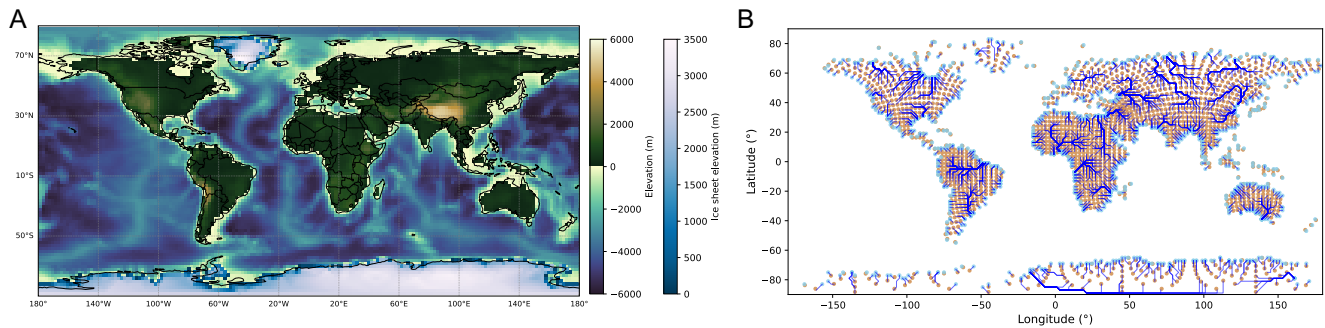 A
70°N
30°N
10°S
50°S
180°
140°W
100°W
60°W
20°W
20°E
60°E
100°E
140°E
180°
6000
4000
2000
0
−2000
−4000
−6000
Elevation (m)
3500
3000
2500
2000
1500
1000
500
0
Ice sheet elevation (m)
B
80
60
40
20
0
−20
−40
−60
−80
Latitude (°)
−150
−100
−50
0
50
100
150
Longitude (°)